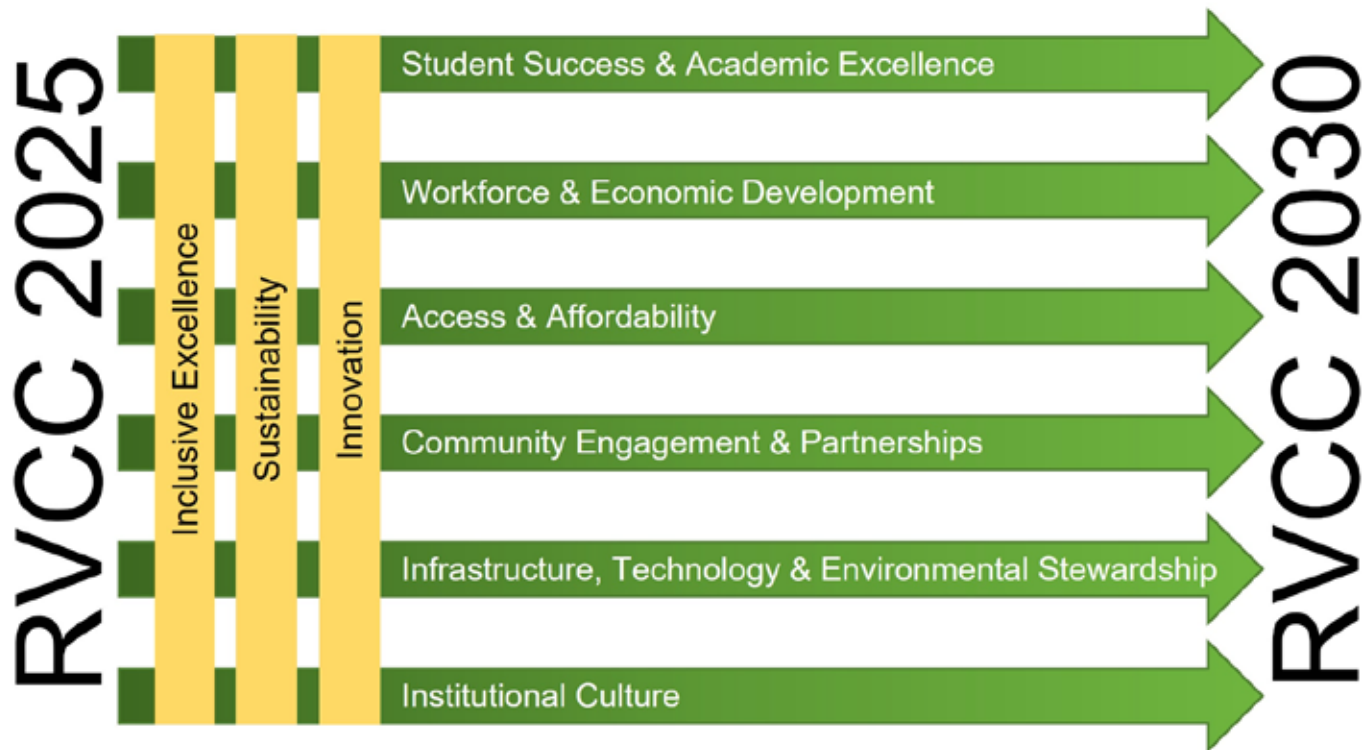 RVCC 2025
Inclusive Excellence
Sustainability
Innovation
Student Success & Academic Excellence
Workforce & Economic Development
Access & Affordability
Community Engagement & Partnerships
Infrastructure, Technology & Environmental Stewardship
Institutional Culture
RVCC 2030